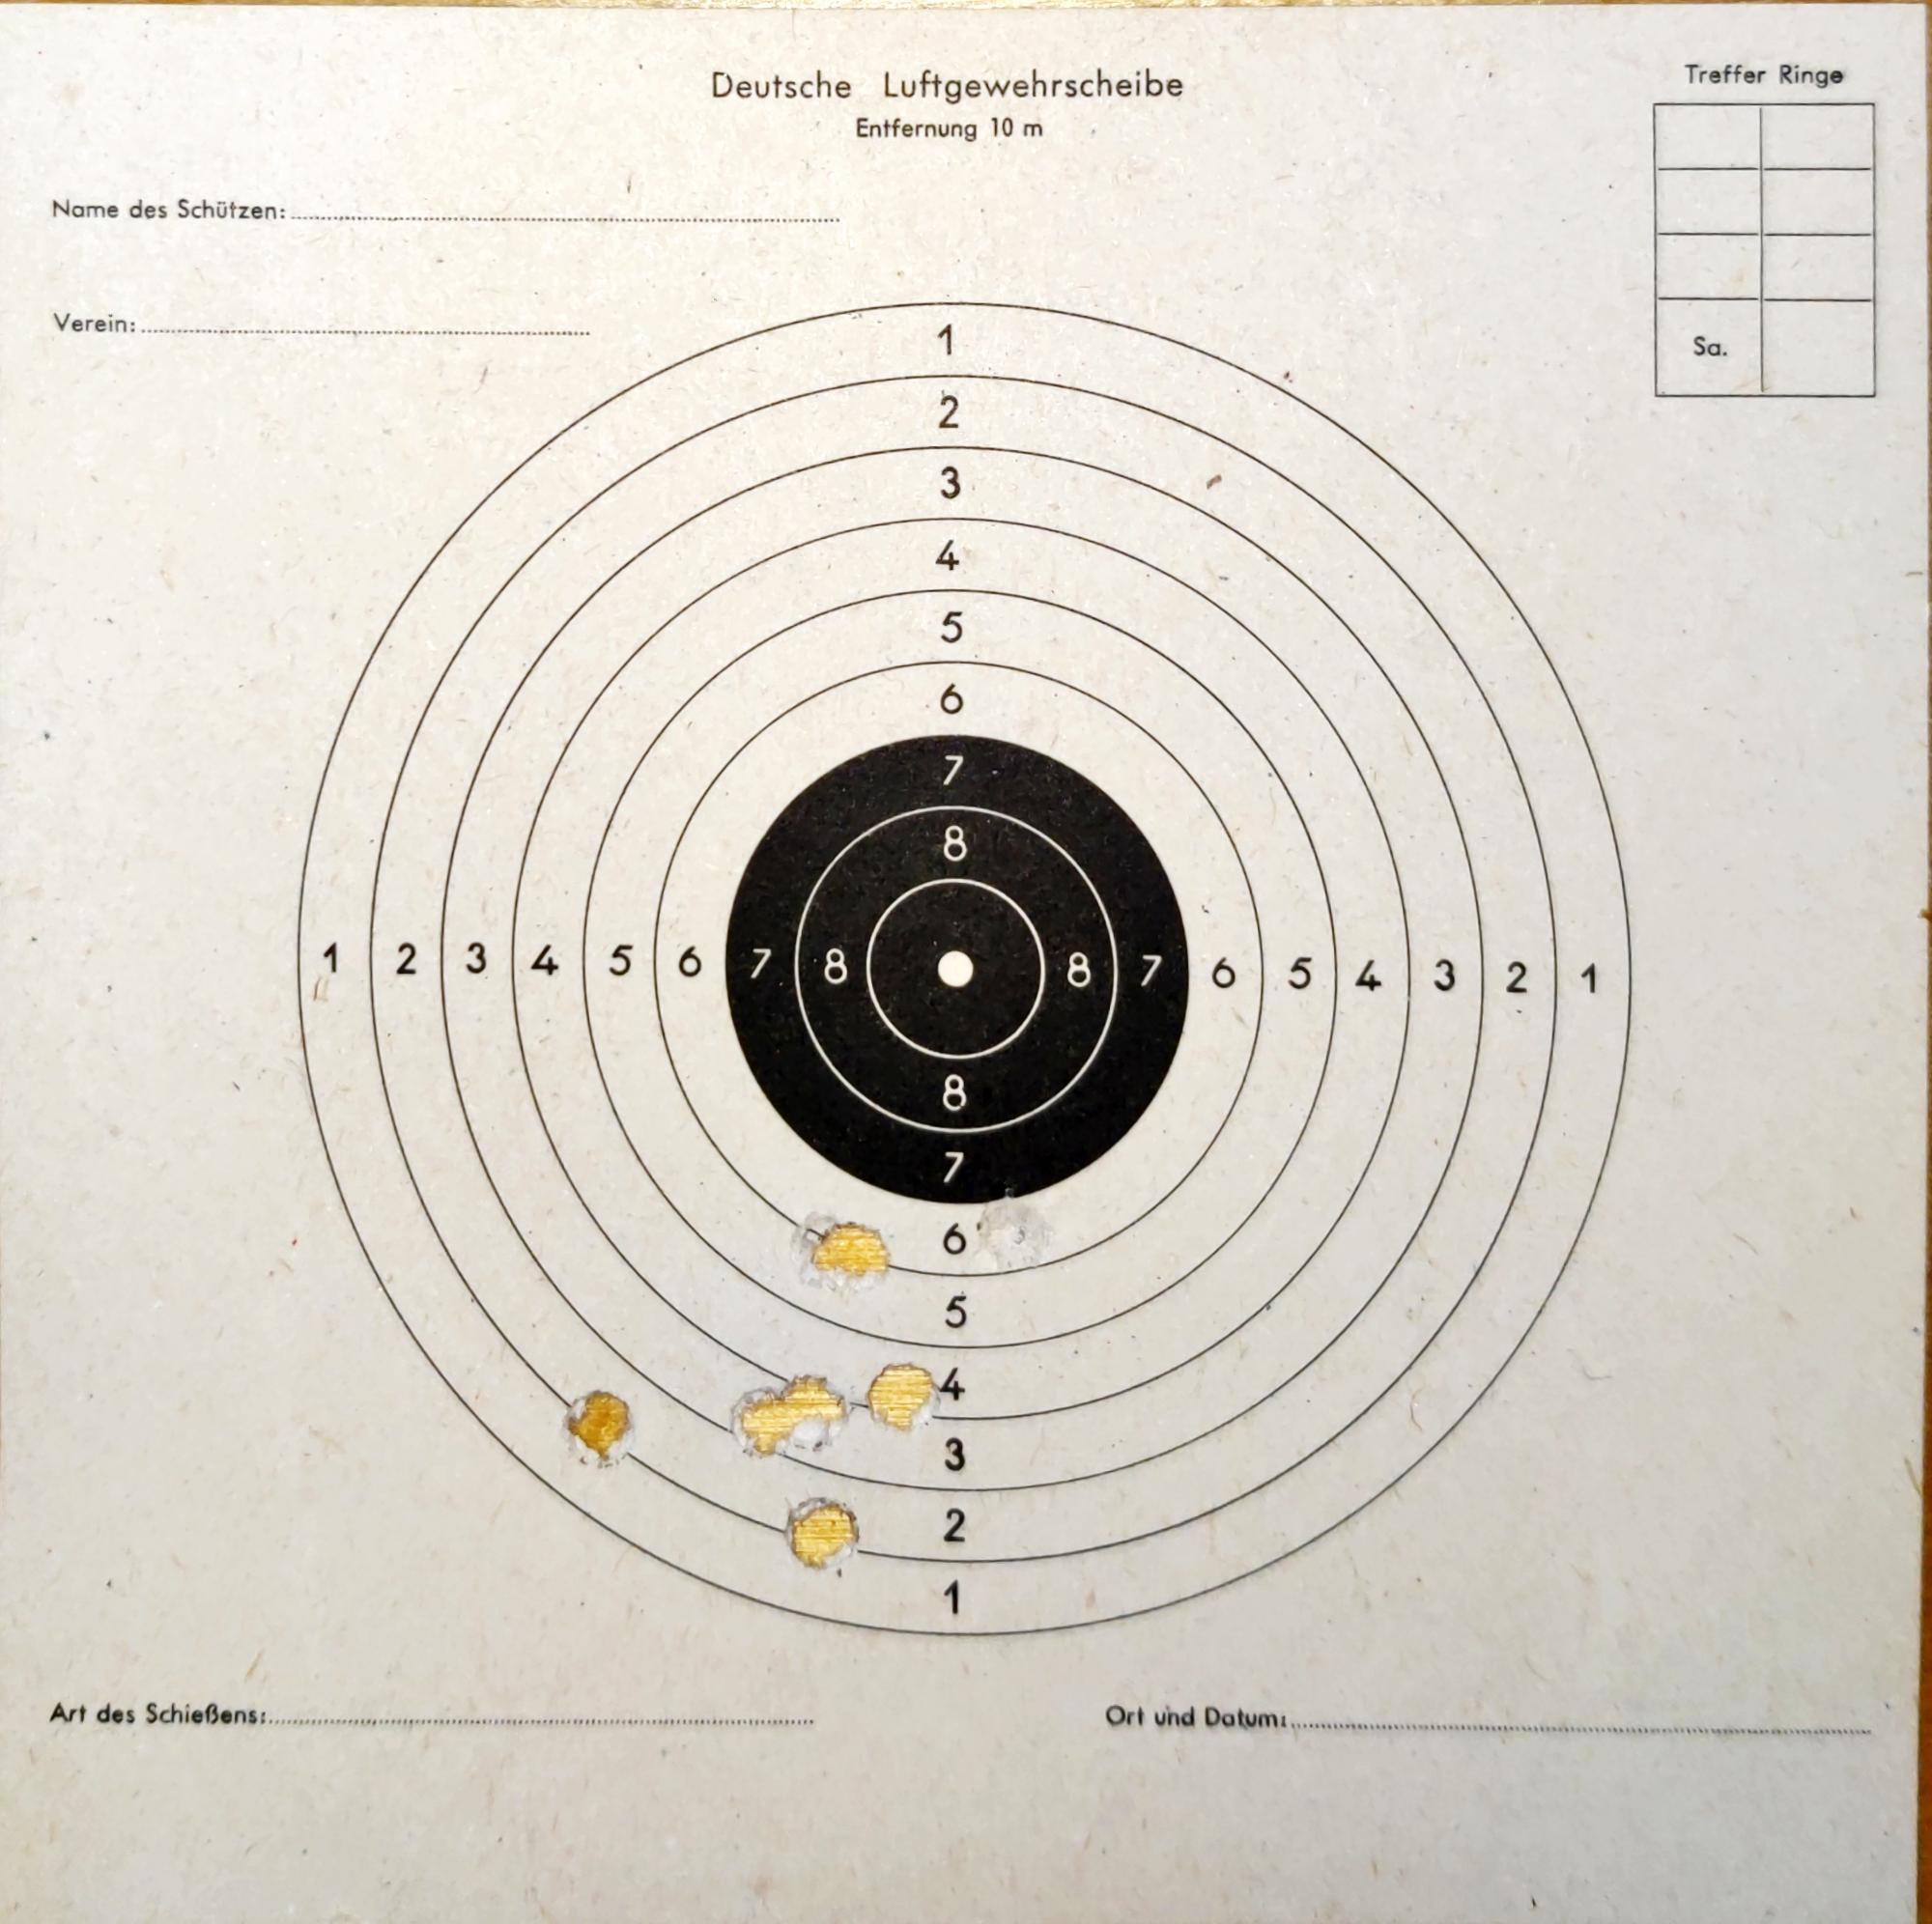 Deutsche Luftgewehrscheibe
Entfernung 10 m
Treffer Ringe
Sa.
Name des Schützen:
Verein:
1
2
3
4
5
6
7
8
1 2 3 4 5 6 7 8 8 7 6 5 4 3 2 1
8
7
6
5
4
3
2
1
Art des Schießens:
Ort und Datum: